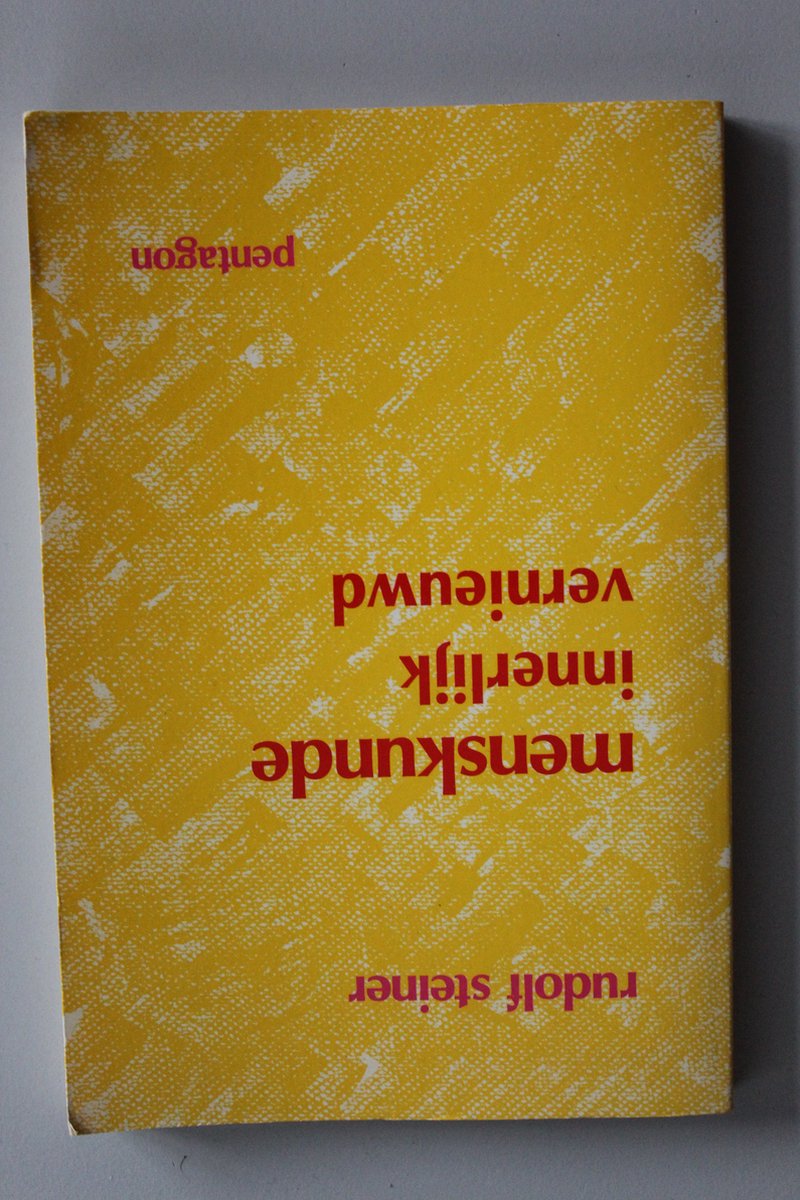 rudolf steiner
menskunde
innerlijk
vernieuwd
pentagon